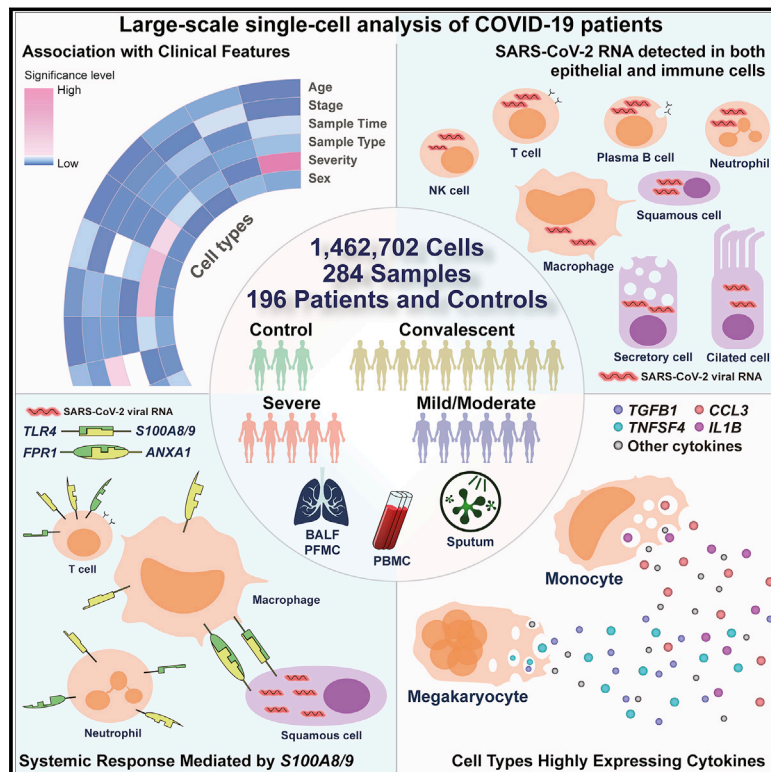 Large-scale single-cell analysis of COVID-19 patients
Association with Clinical Features
Significance level
High
Low
Age
Stage
Sample Time
Sample Type
Severity
Sex
Cell types
SARS-CoV-2 RNA detected in both
epithelial and immune cells
T cell
Plasma B cell
Neutrophil
NK cell
Squamous cell
Macrophage
Secretory cell
Ciliated cell
SARS-CoV-2 viral RNA
1,462,702 Cells
284 Samples
196 Patients and Controls
Control
Convalescent
Severe
Mild/Moderate
BALF
PFMC
PBMC
Sputum
SARS-CoV-2 viral RNA
TLR4
S100A8/9
FPR1
ANXA1
T cell
Macrophage
Neutrophil
Squamous cell
Systemic Response Mediated by S100A8/9
TGFB1
CCL3
TNFSF4
IL1B
Other cytokines
Monocyte
Megakaryocyte
Cell Types Highly Expressing Cytokines